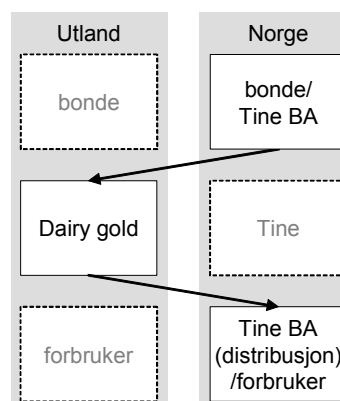 Utland
Norge
bonde
bonde/
Tine BA
Dairy gold
Tine
forbruker
Tine BA
(distribusjon)
/forbruker